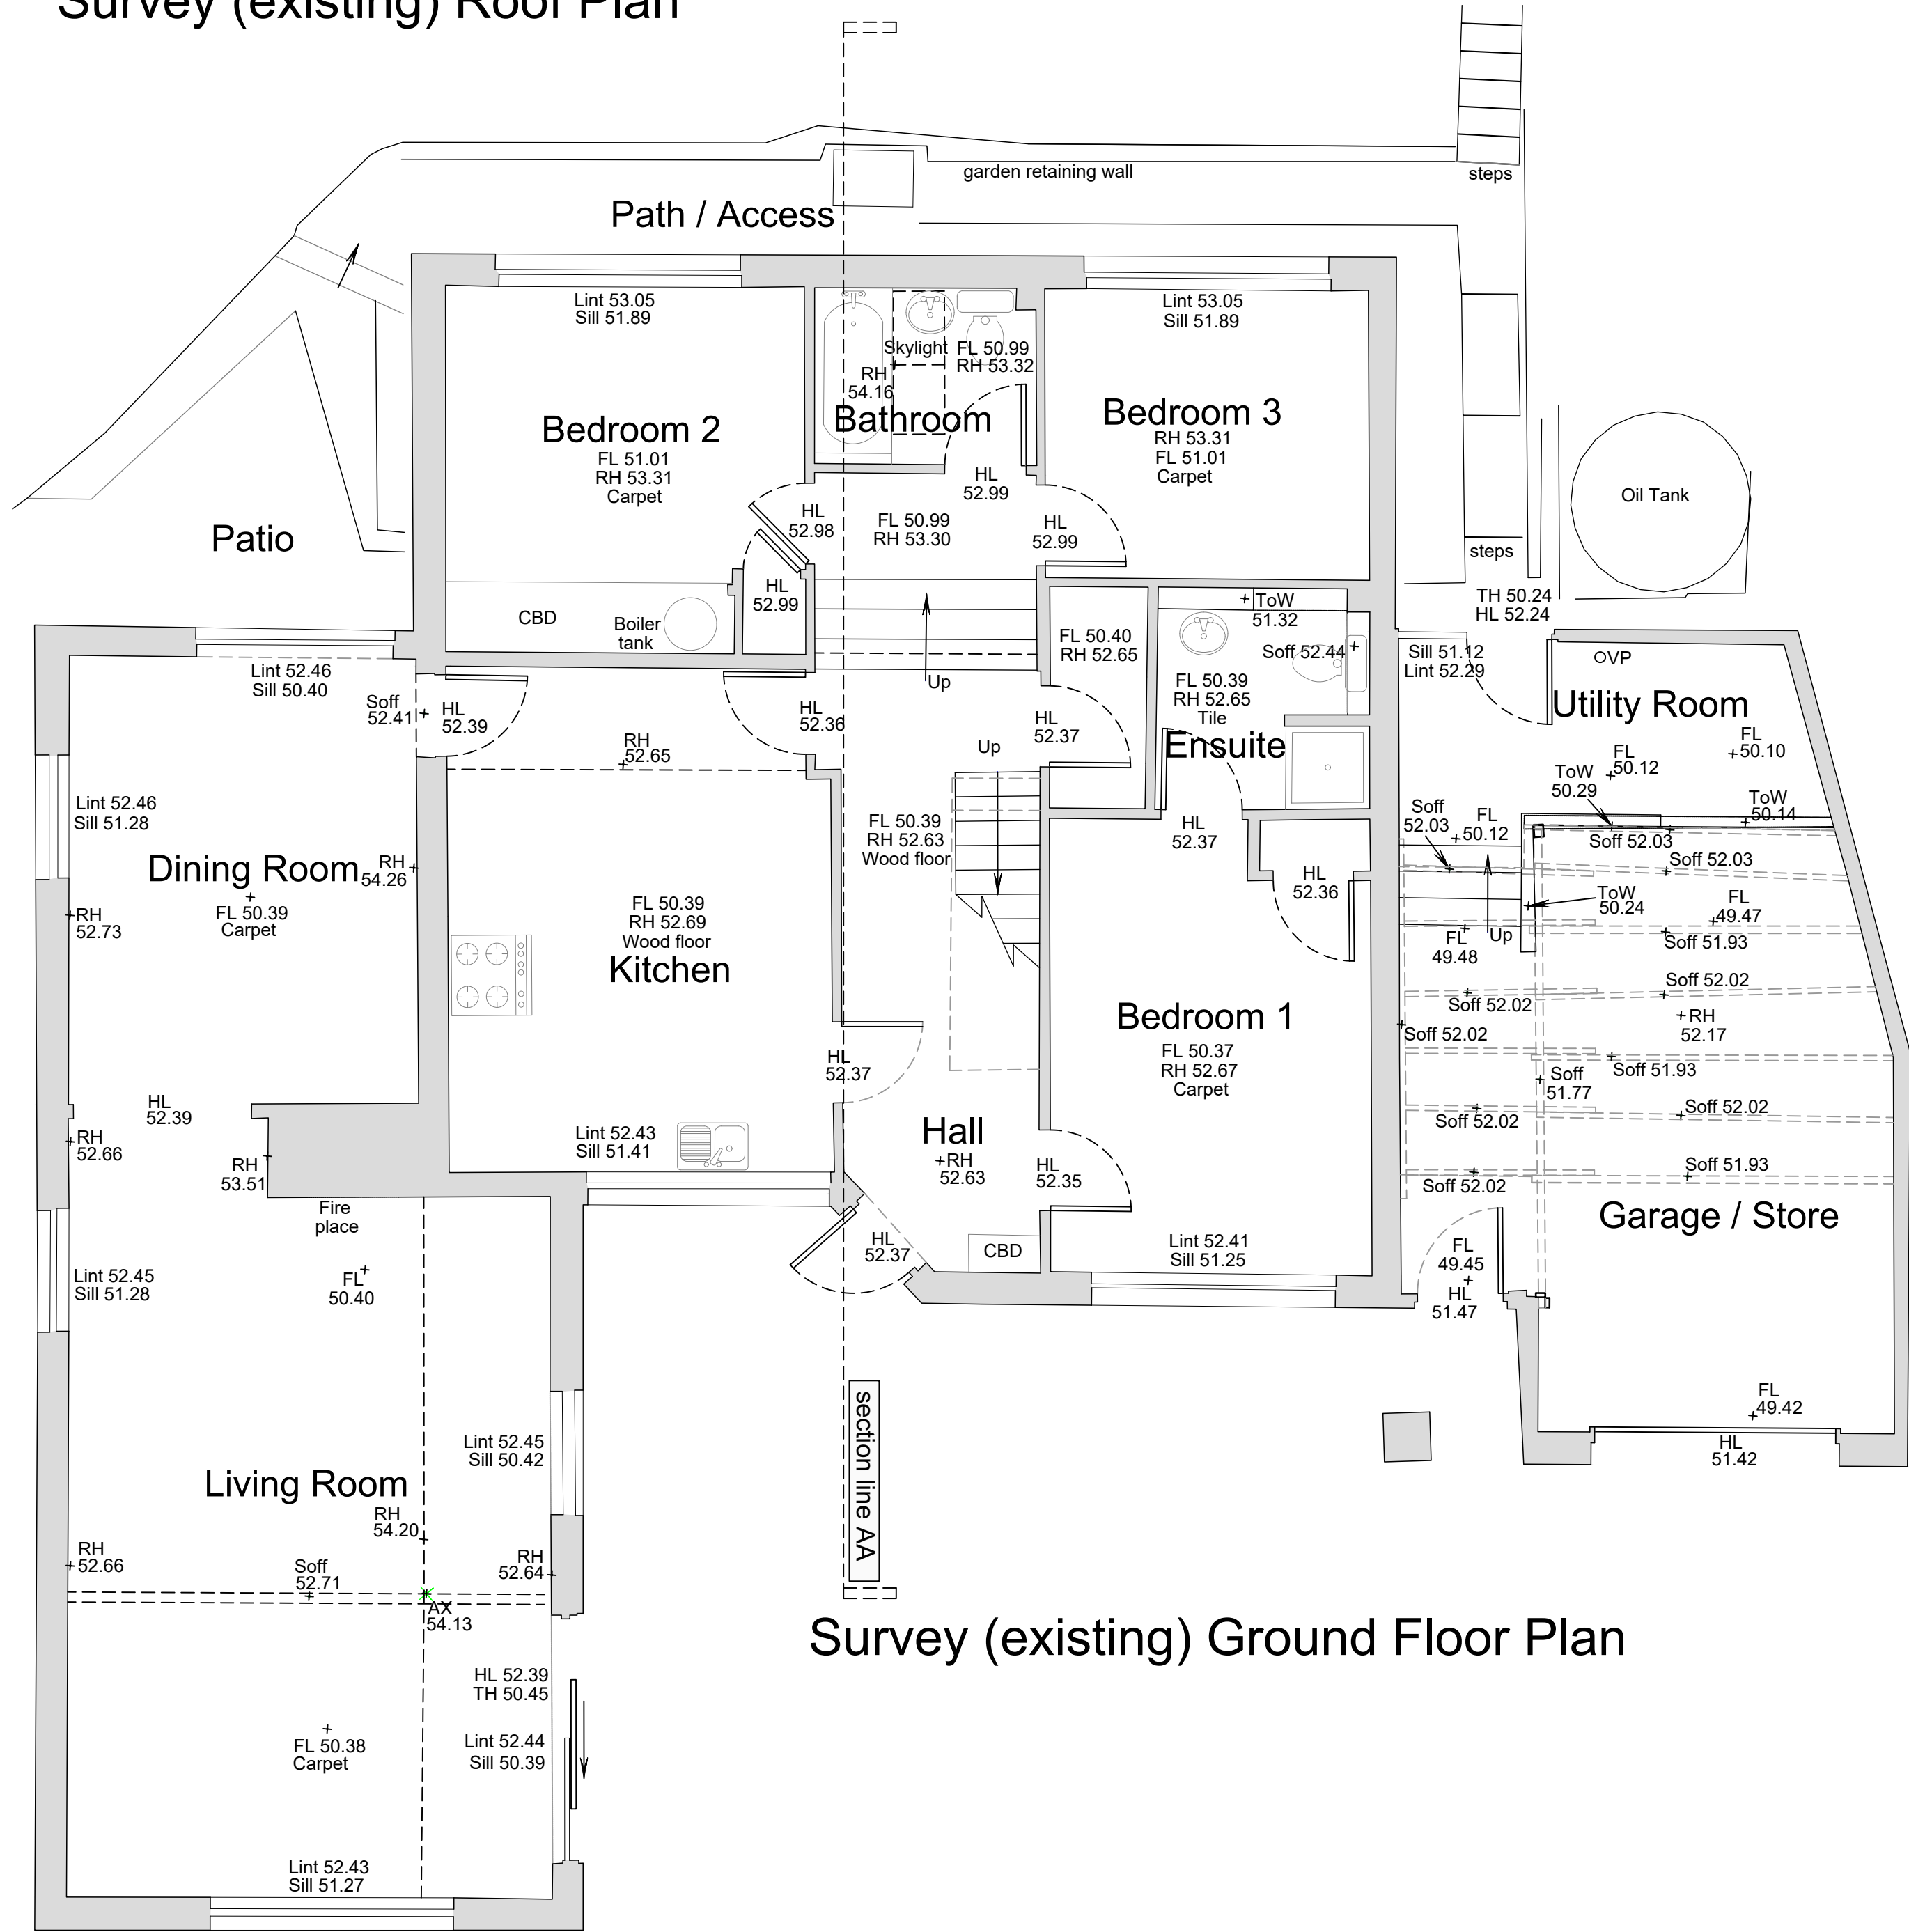 Survey (existing) Roof Plan
garden retaining wall
steps
Path / Access
Lint 53.05
Sill 51.89
Skylight
FL 50.99
RH 53.32
RH
54.16
Bathroom
Lint 53.05
Sill 51.89
Bedroom 2
FL 51.01
RH 53.31
Carpet
Bedroom 3
RH 53.31
FL 51.01
Carpet
HL
52.99
HL
52.98
FL 50.99
RH 53.30
HL
52.99
Oil Tank
steps
Patio
HL
52.99
CBD
Boiler
tank
TH 50.24
HL 52.24
ToW
51.32
FL 50.40
RH 52.65
Soff 52.44
Sill 51.12
Lint 52.29
VP
Lint 52.46
Sill 50.40
Soff
52.41
HL
52.39
Up
FL 50.39
RH 52.65
Tile
Ensuite
Utility Room
HL
52.36
HL
52.37
RH
52.65
Up
FL
50.12
FL
50.10
ToW
50.29
ToW
50.14
Lint 52.46
Sill 51.28
Soff
52.03
FL
50.12
Soff 52.03
Soff 52.03
FL 50.39
RH 52.63
Wood floor
HL
52.37
Dining Room
RH
54.26
HL
52.36
ToW
50.24
RH
52.73
FL 50.39
Carpet
FL 50.39
RH 52.69
Wood floor
Kitchen
FL
49.48
Up
FL
49.47
Soff 51.93
Soff 52.02
Soff 52.02
Soff 52.02
RH
52.17
Bedroom 1
FL 50.37
RH 52.67
Carpet
HL
52.37
Soff 51.93
Soff
51.77
HL
52.39
Soff 52.02
Soff 52.02
Lint 52.43
Sill 51.41
Hall
RH
52.63
HL
52.35
RH
52.66
RH
53.51
Soff 52.02
Soff 51.93
Fire
place
Garage / Store
HL
52.37
CBD
Lint 52.41
Sill 51.25
FL
49.45
HL
51.47
Lint 52.45
Sill 51.28
FL
50.40
FL
49.42
HL
51.42
section line AA
Lint 52.45
Sill 50.42
Living Room
RH
54.20
RH
52.66
Soff
52.71
RH
52.64
AX
54.13
Survey (existing) Ground Floor Plan
HL 52.39
TH 50.45
FL 50.38
Carpet
Lint 52.44
Sill 50.39
Lint 52.43
Sill 51.27